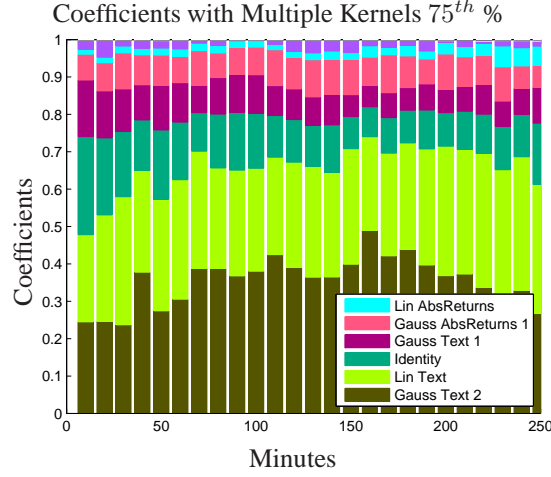 Coefficients with Multiple Kernels 75th %
1
0.9
0.8
0.7
0.6
0.5
0.4
0.3
0.2
0.1
0
Coefficients
Lin AbsReturns
Gauss AbsReturns 1
Gauss Text 1
Identity
Lin Text
Gauss Text 2
0 50 100 150 200 250
Minutes